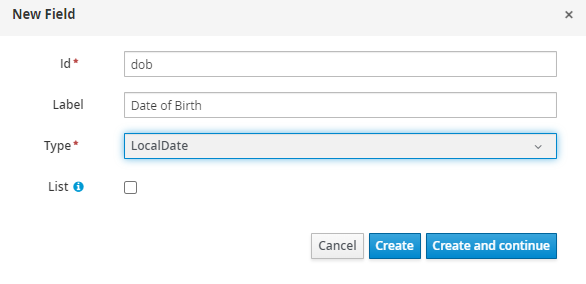 New Field
Id*
dob
Label
Date of Birth
Type*
LocalDate
List
Cancel
Create
Create and continue